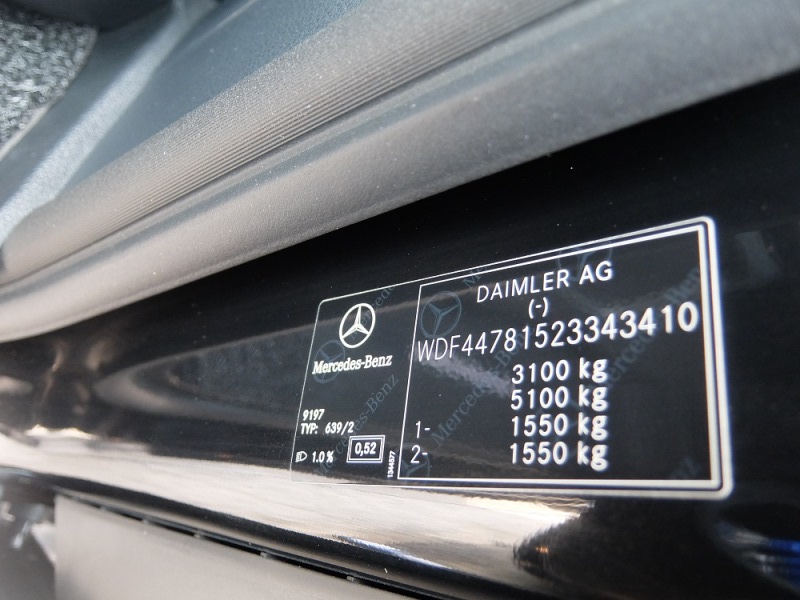 Mercedes-Benz
9197
TYP: 639/2
1.0 % 0,52
1344577
DAIMLER AG
(-)
WDF44781523343410
3100 kg
5100 kg
1- 1550 kg
2- 1550 kg